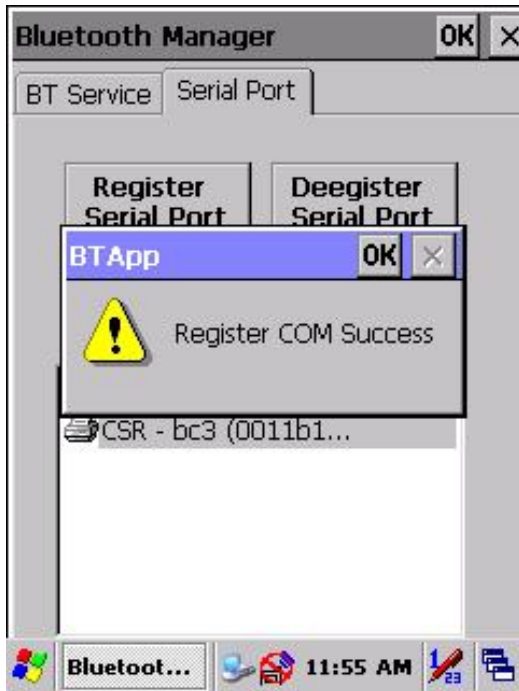 Bluetooth Manager OK ×
BT Service Serial Port
Register Deegister
Serial Port Serial Port
BTApp OK ×
Register COM Success
CSR - bc3 (0011b1...
Bluetoot... 11:55 AM